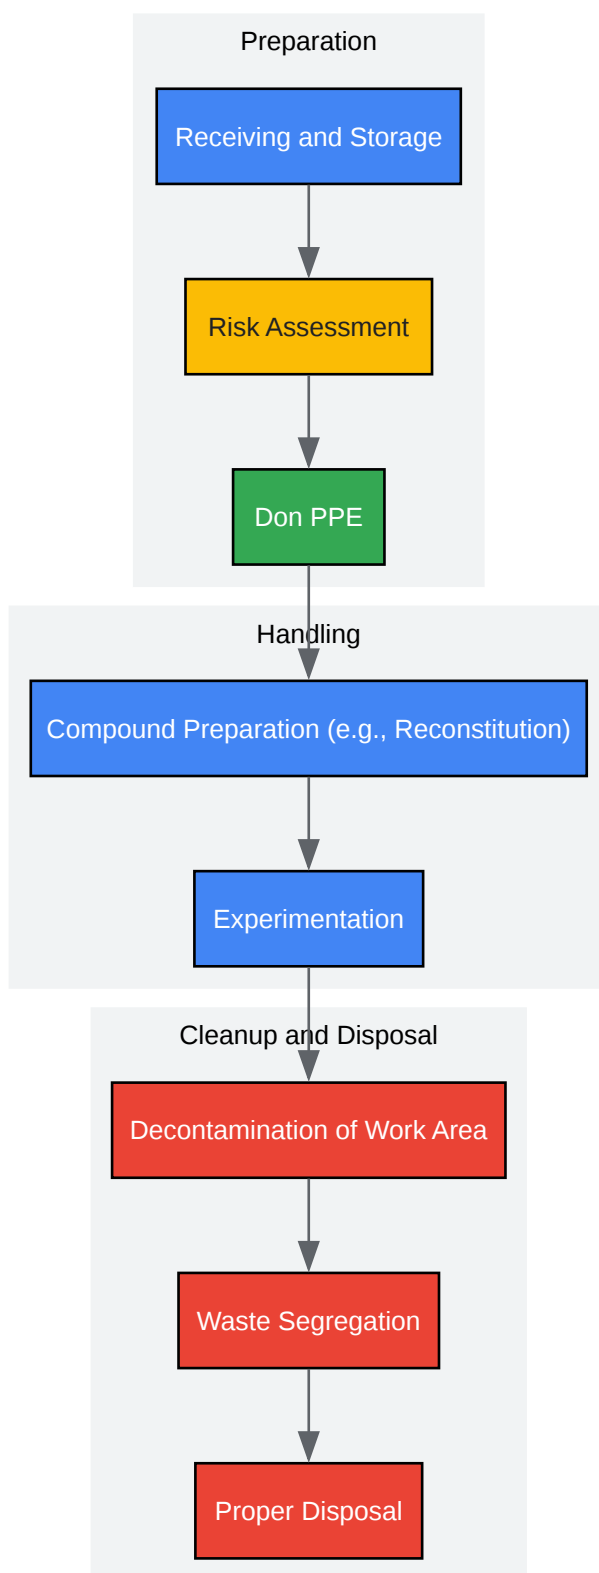 Preparation
Receiving and Storage
Risk Assessment
Don PPE
Handling
Compound Preparation (e.g., Reconstitution)
Experimentation
Cleanup and Disposal
Decontamination of Work Area
Waste Segregation
Proper Disposal